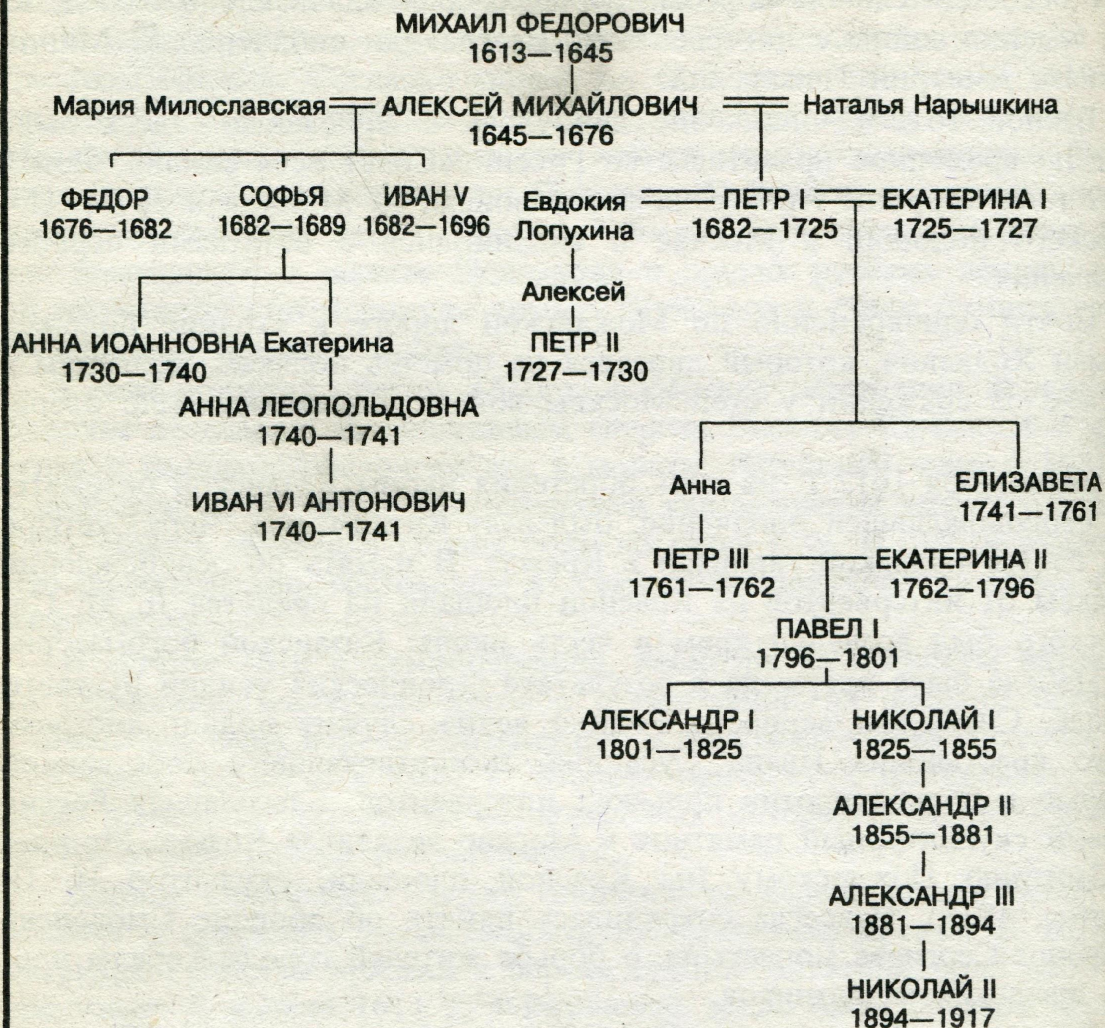 МИХАИЛ ФЕДОРОВИЧ
1613—1645
Мария Милославская АЛЕКСЕЙ МИХАЙЛОВИЧ Наталья Нарышкина
1645—1676
ФЕДОР СОФЬЯ ИВАН V Евдокия ПЕТР I ЕКАТЕРИНА I
1676—1682 1682—1689 1682—1696 Лопухина 1682—1725 1725—1727
Алексей
АННА ИОАННОВНА Екатерина ПЕТР II
1730—1740 1727—1730
АННА ЛЕОПОЛЬДОВНА
1740—1741
Анна ЕЛИЗАВЕТА
ИВАН VI АНТОНОВИЧ 1741—1761
1740—1741
ПЕТР III ЕКАТЕРИНА II
1761—1762 1762—1796
ПАВЕЛ I
1796—1801
АЛЕКСАНДР I НИКОЛАЙ I
1801—1825 1825—1855
АЛЕКСАНДР II
1855—1881
АЛЕКСАНДР III
1881—1894
НИКОЛАЙ II
1894—1917